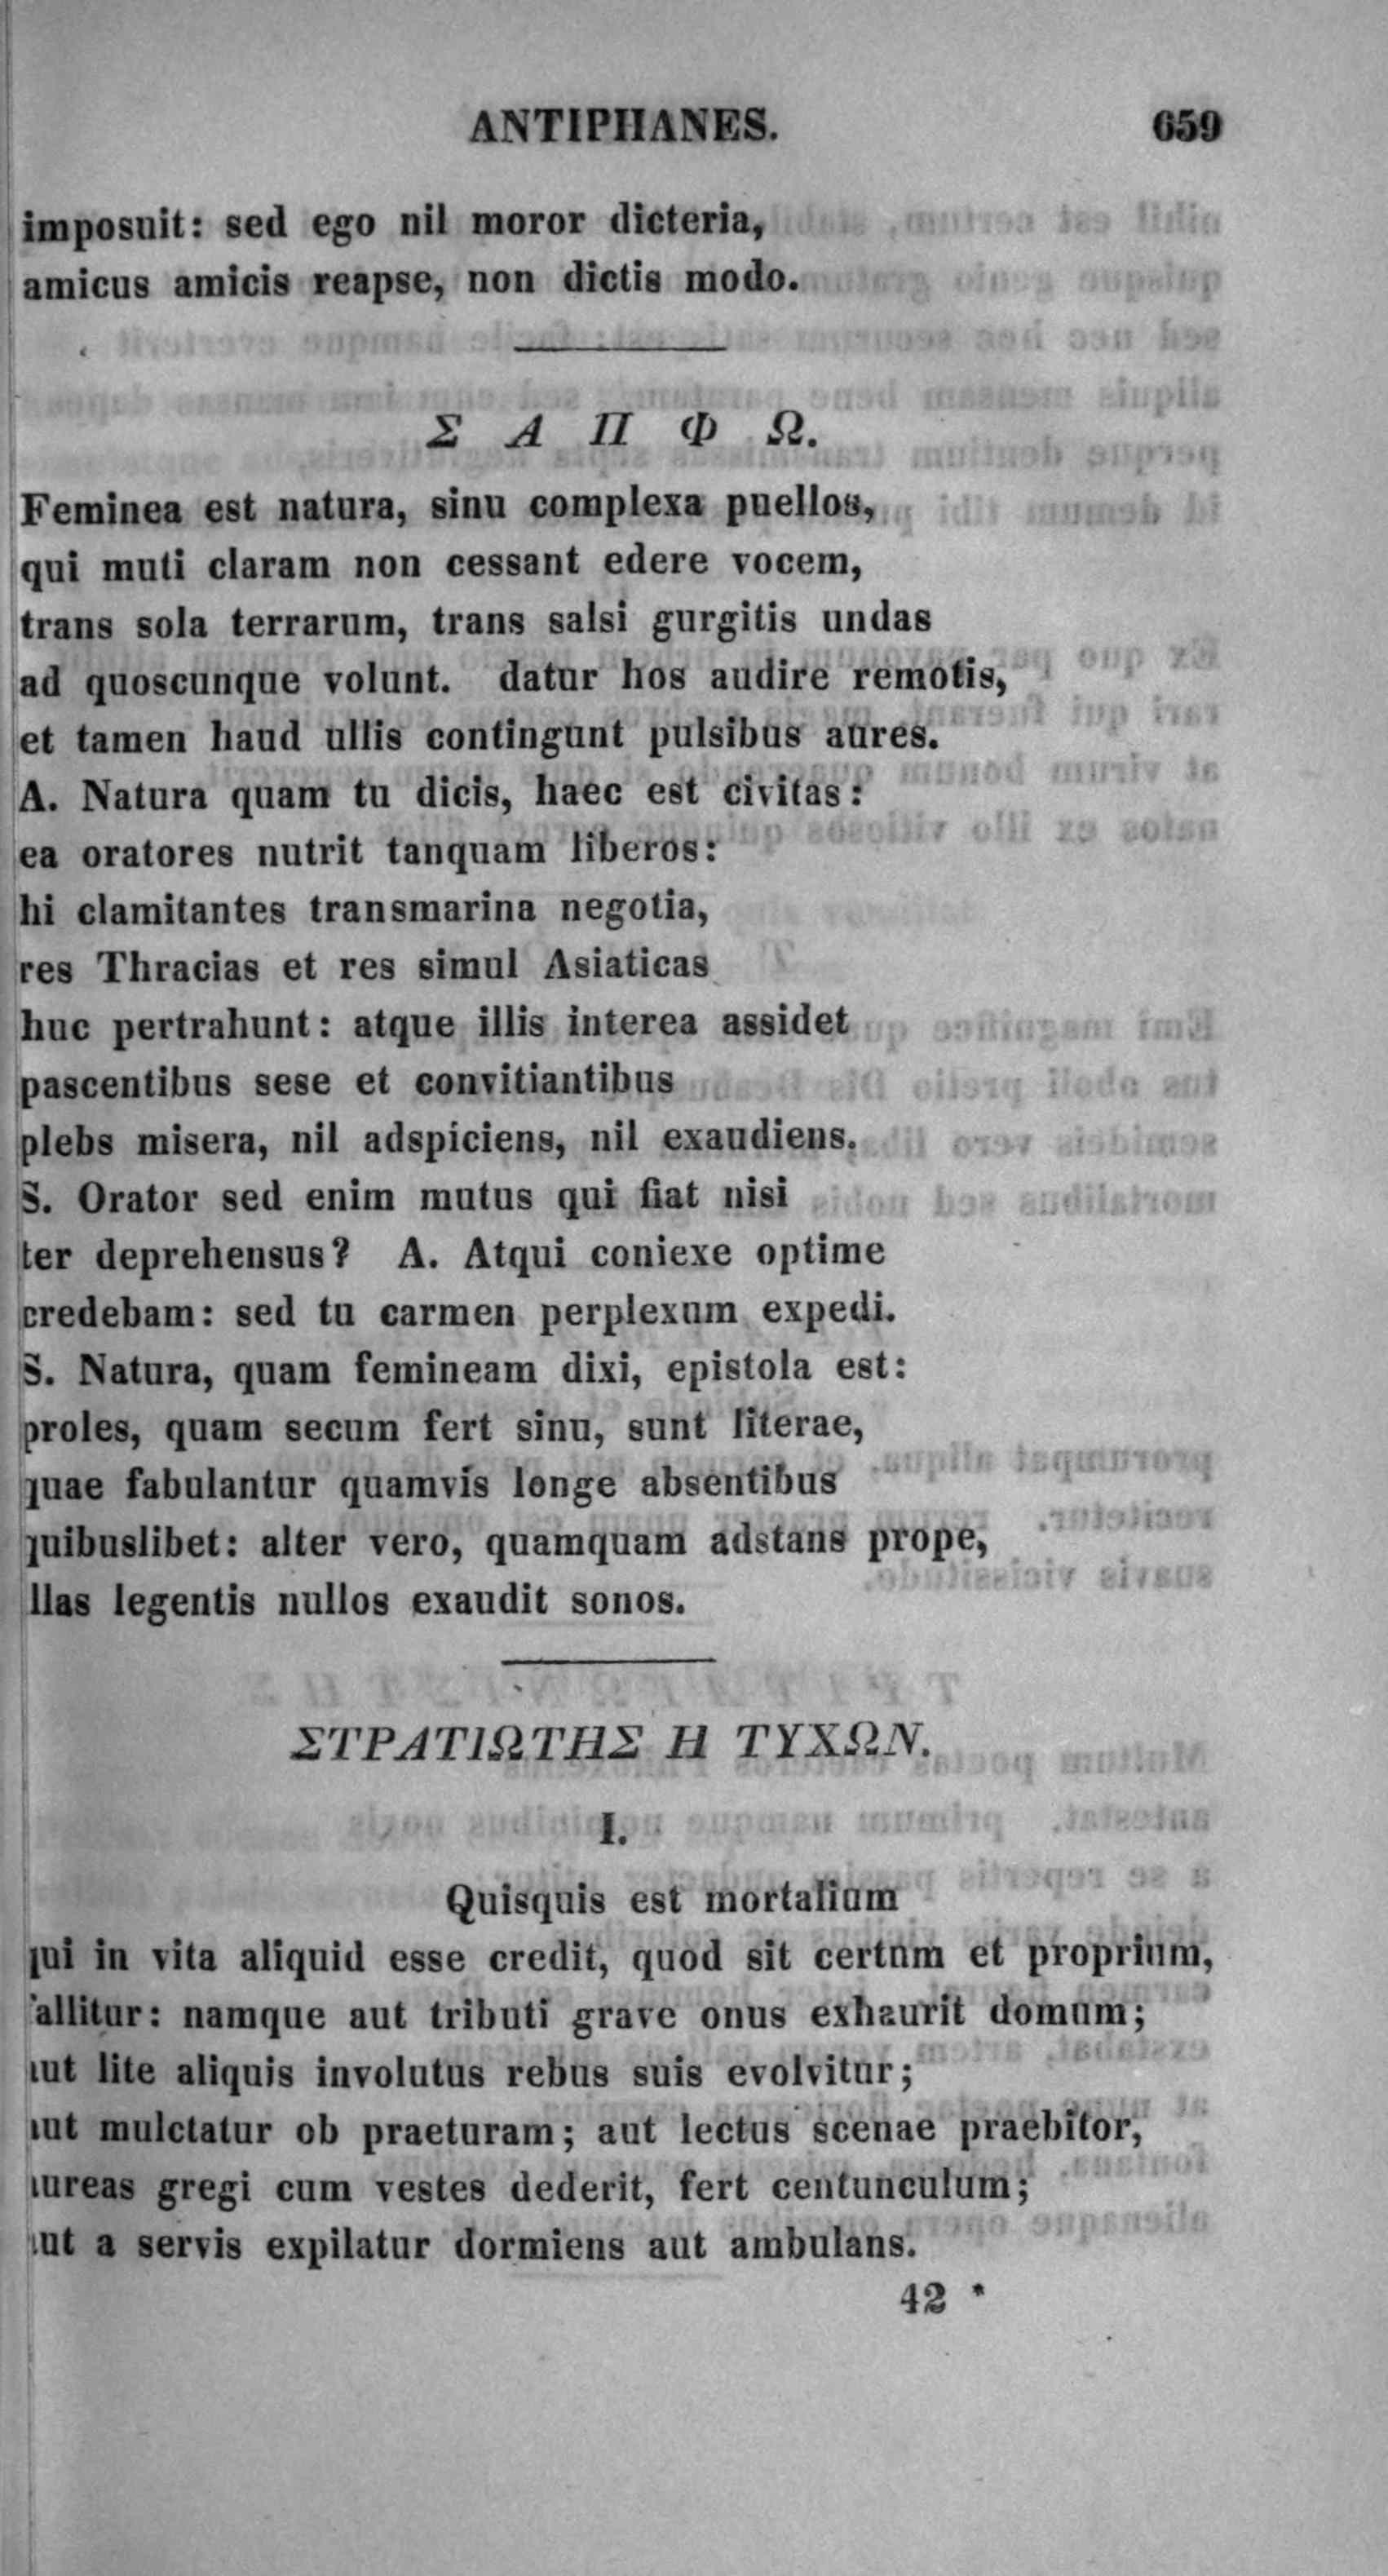 ANTIPHANES. 659
imposuit: sed ego nil moror dicteria,
amicus amicis reapse, non dictis modo.
Σ Α Π Φ Ω.
Feminea est natura, sinu complexa puellos,
qui muti claram non cessant edere vocem,
trans sola terrarum, trans salsi gurgitis undas
ad quoscunque volunt. datur hos audire remotis,
et tamen haud ullis contingunt pulsibus aures.
A. Natura quam tu dicis, haec est civitas:
ea oratores nutrit tanquam liberos:
hi clamitantes transmarina negotia,
res Thracias et res simul Asiaticas
huc pertrahunt: atque illis interea assidet
pascentibus sese et convitiantibus
plebs misera, nil adspiciens, nil exaudiens.
S. Orator sed enim mutus qui fiat nisi
ter deprehensus? A. Atqui coniexe optime
credebam: sed tu carmen perplexum expedi.
S. Natura, quam femineam dixi, epistola est:
proles, quam secum fert sinu, sunt literae,
quae fabulantur quamvis longe absentibus
quibuslibet: alter vero, quamquam adstans prope,
llas legentis nullos exaudit sonos.
ΣΤΡΑΤΙΩΤΗΣ Η ΤΥΧΩΝ.
I.
Quisquis est mortalium
qui in vita aliquid esse credit, quod sit certum et proprium,
allitur: namque aut tributi grave onus exhaurit domum;
aut lite aliquis involutus rebus suis evolvitur;
aut mulctatur ob praeturam; aut lectus scenae praebitor,
aureas gregi cum vestes dederit, fert centunculum;
aut a servis expilatur dormiens aut ambulans.
42 *